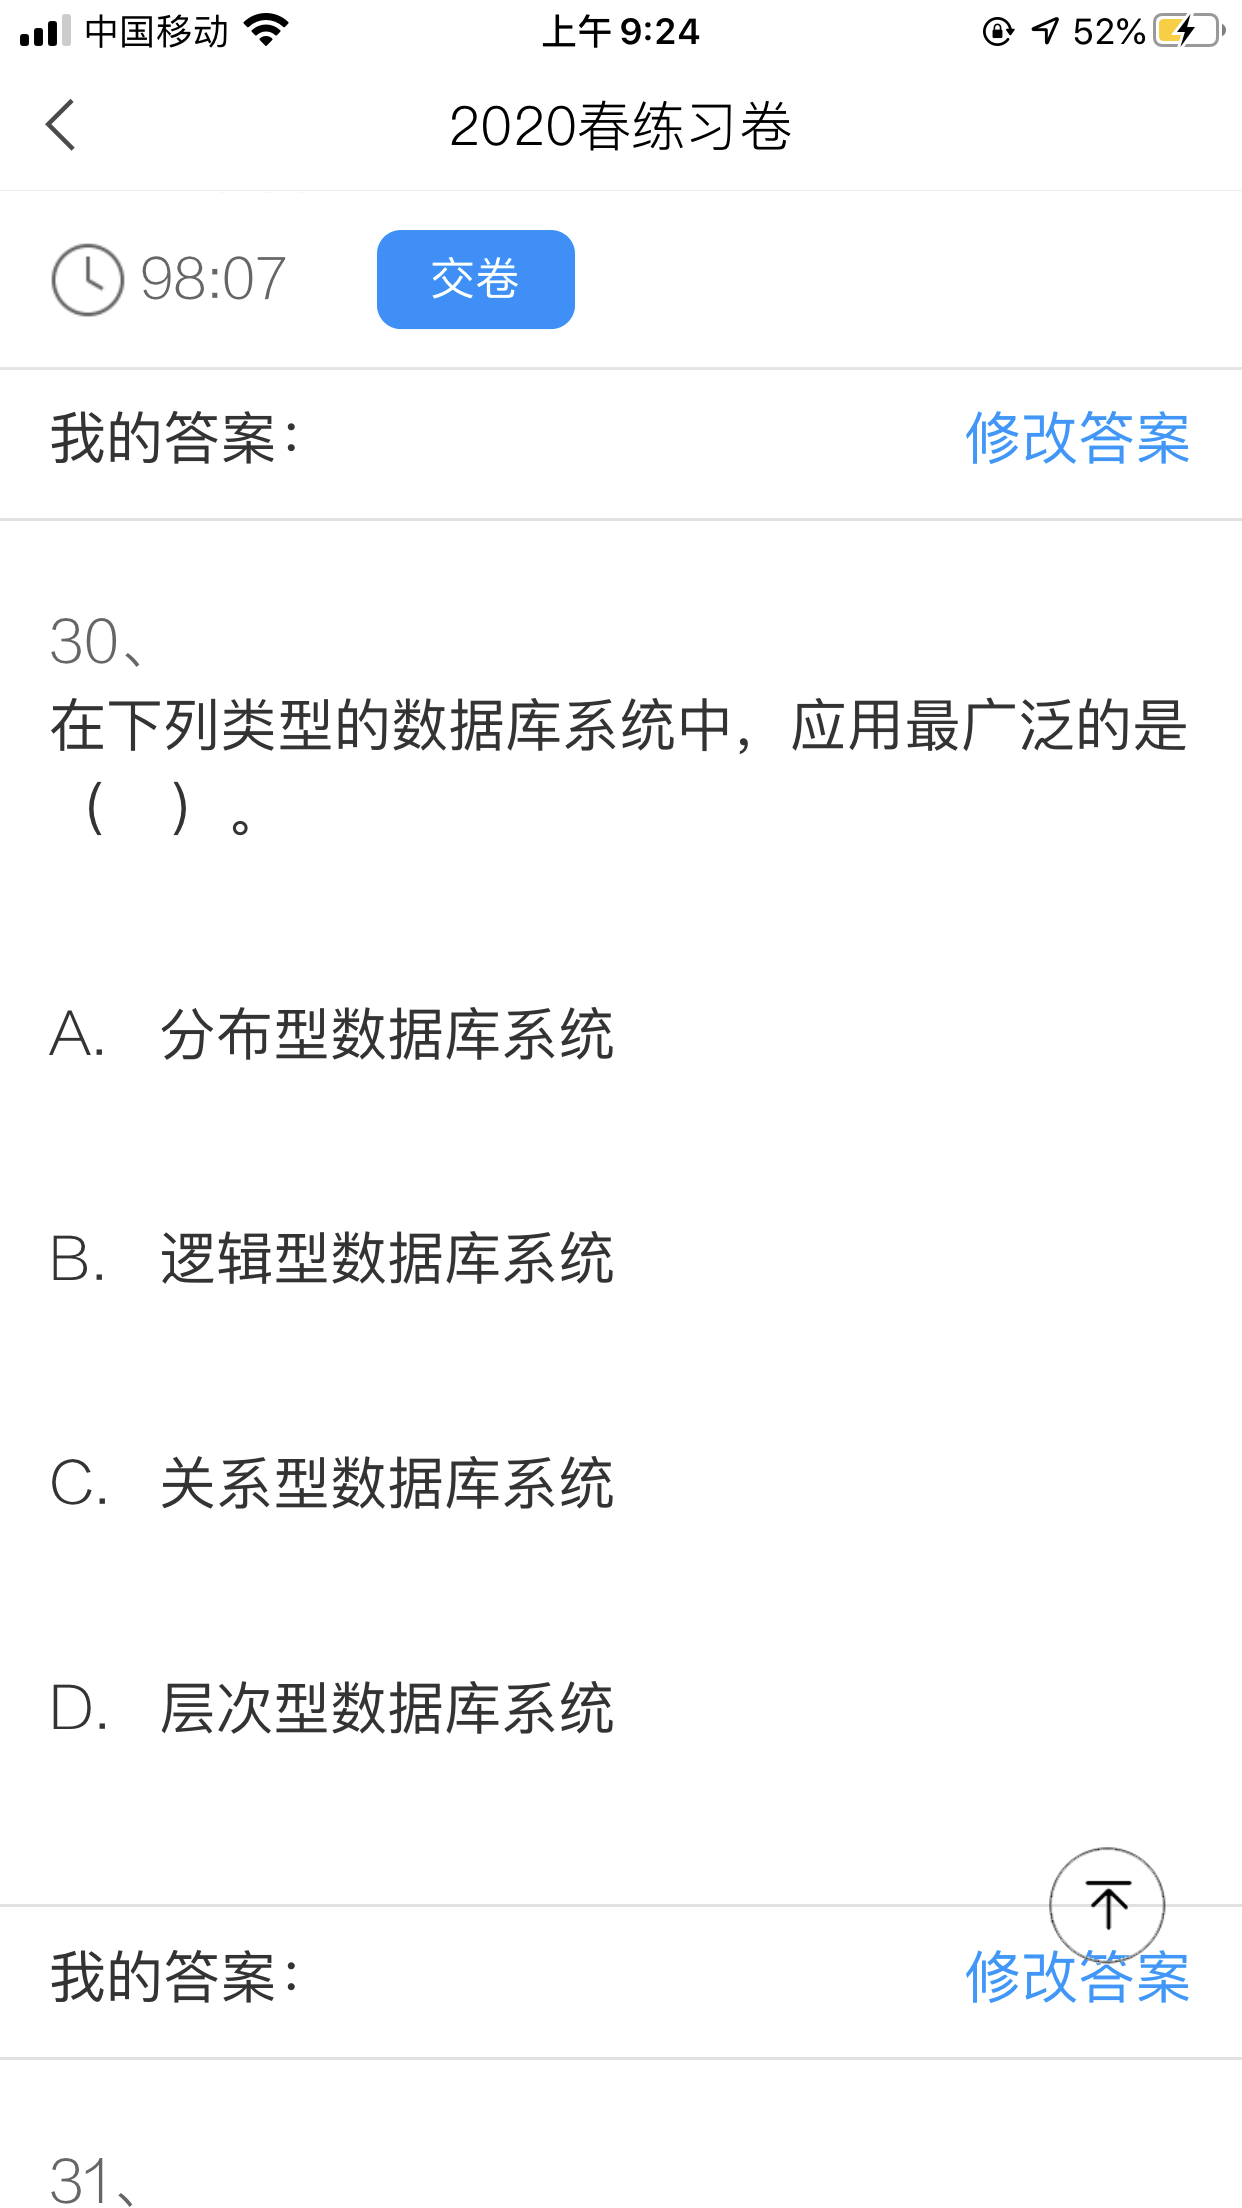 中国移动 上午 9:24 52%
2020春练习卷
98:07 交卷
我的答案： 修改答案
30、
在下列类型的数据库系统中，应用最广泛的是
（ ）。
A. 分布型数据库系统
B. 逻辑型数据库系统
C. 关系型数据库系统
D. 层次型数据库系统
我的答案： 修改答案
31、